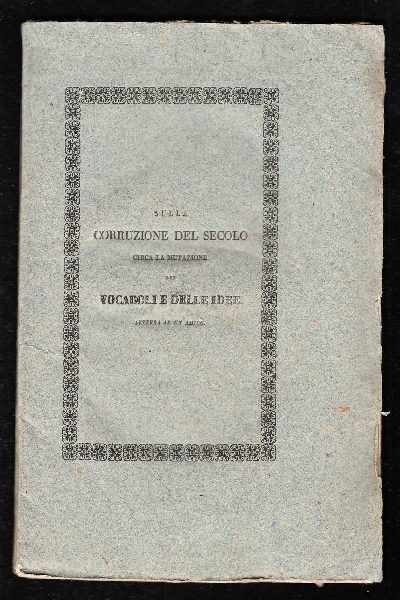 SULLA
CORRUZIONE DEL SECOLO
CIRCA LA MUTAZIONE
DEI
VOCABOLI E DELLE IDEE.
LETTERA AD UN AMICO.